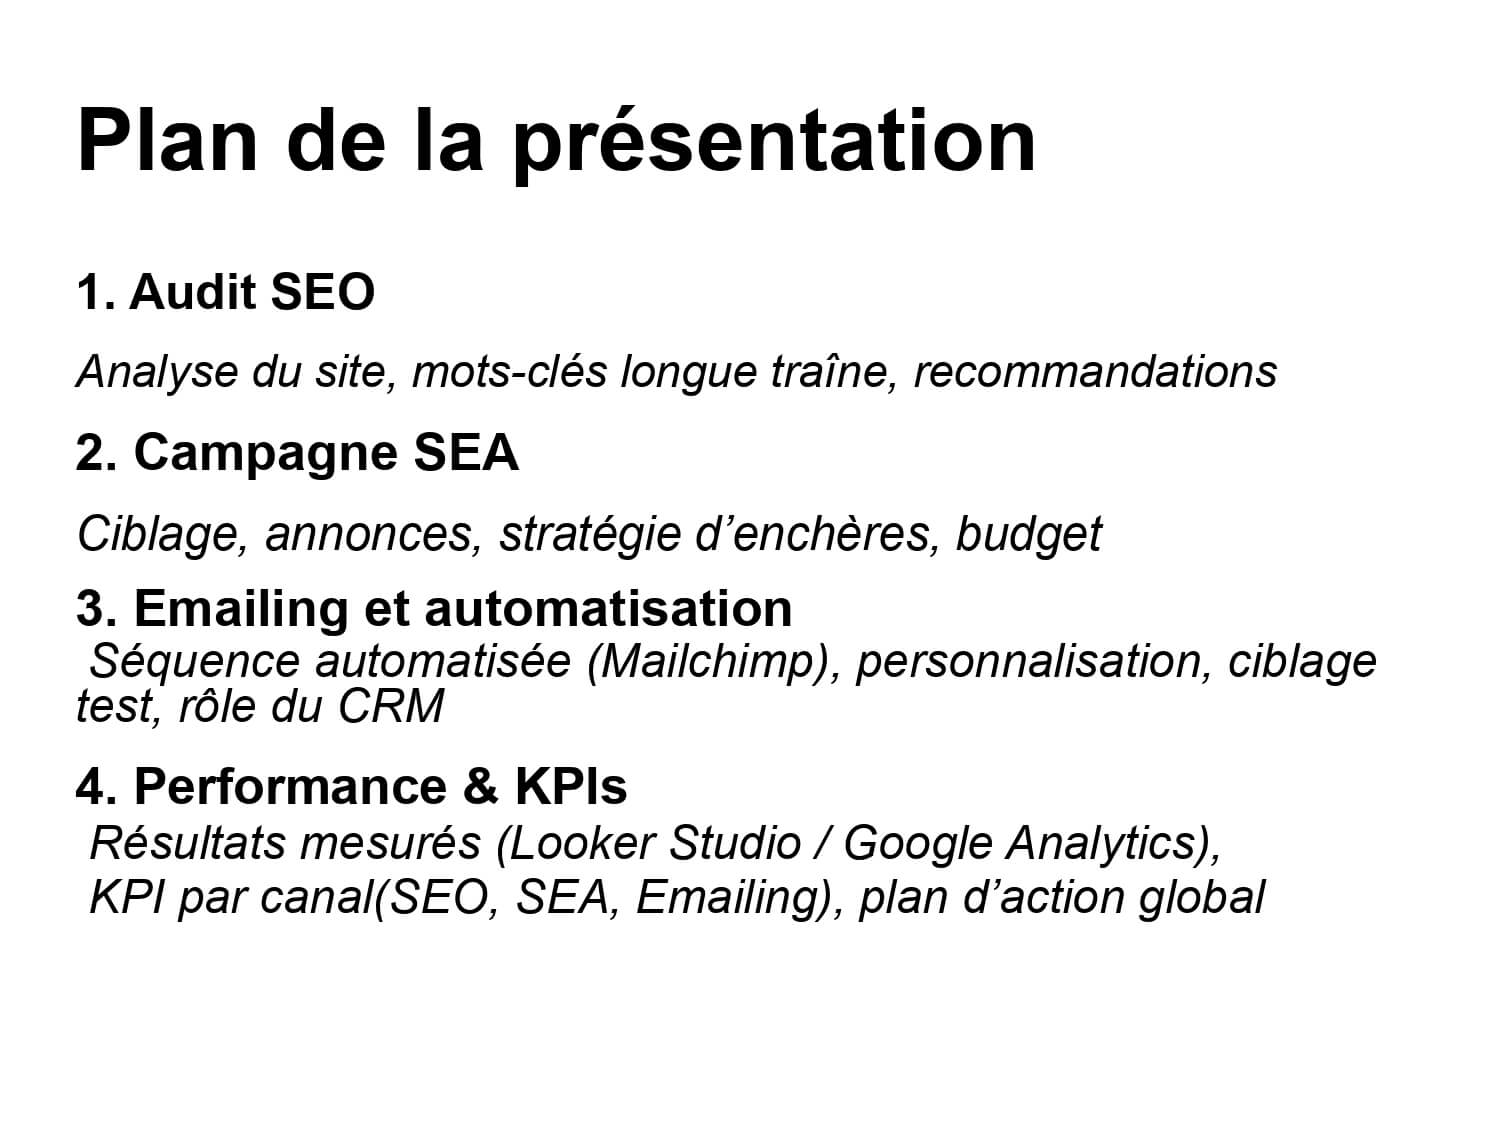 Plan de la présentation
1. Audit SEO
Analyse du site, mots-clés longue traîne, recommandations
2. Campagne SEA
Ciblage, annonces, stratégie d’enchères, budget
3. Emailing et automatisation
Séquence automatisée (Mailchimp), personnalisation, ciblage
test, rôle du CRM
4. Performance & KPIs
Résultats mesurés (Looker Studio / Google Analytics),
KPI par canal(SEO, SEA, Emailing), plan d’action global